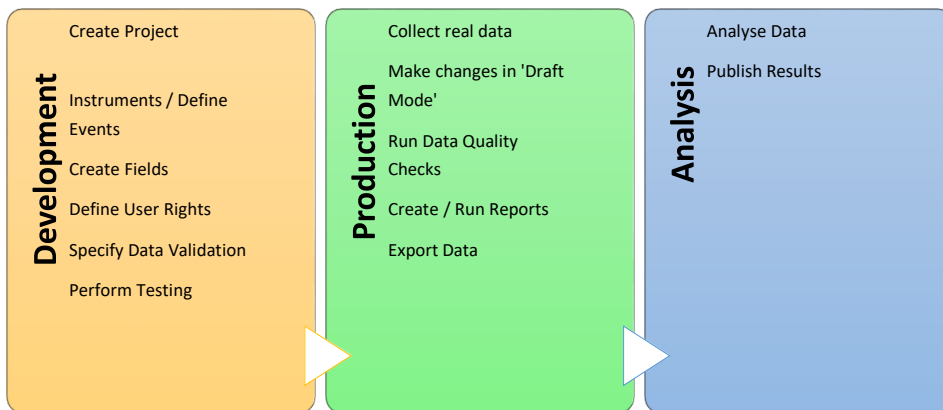 Development
Create Project
Instruments / Define
Events
Create Fields
Define User Rights
Specify Data Validation
Perform Testing
Production
Collect real data
Make changes in 'Draft
Mode'
Run Data Quality
Checks
Create / Run Reports
Export Data
Analysis
Analyse Data
Publish Results